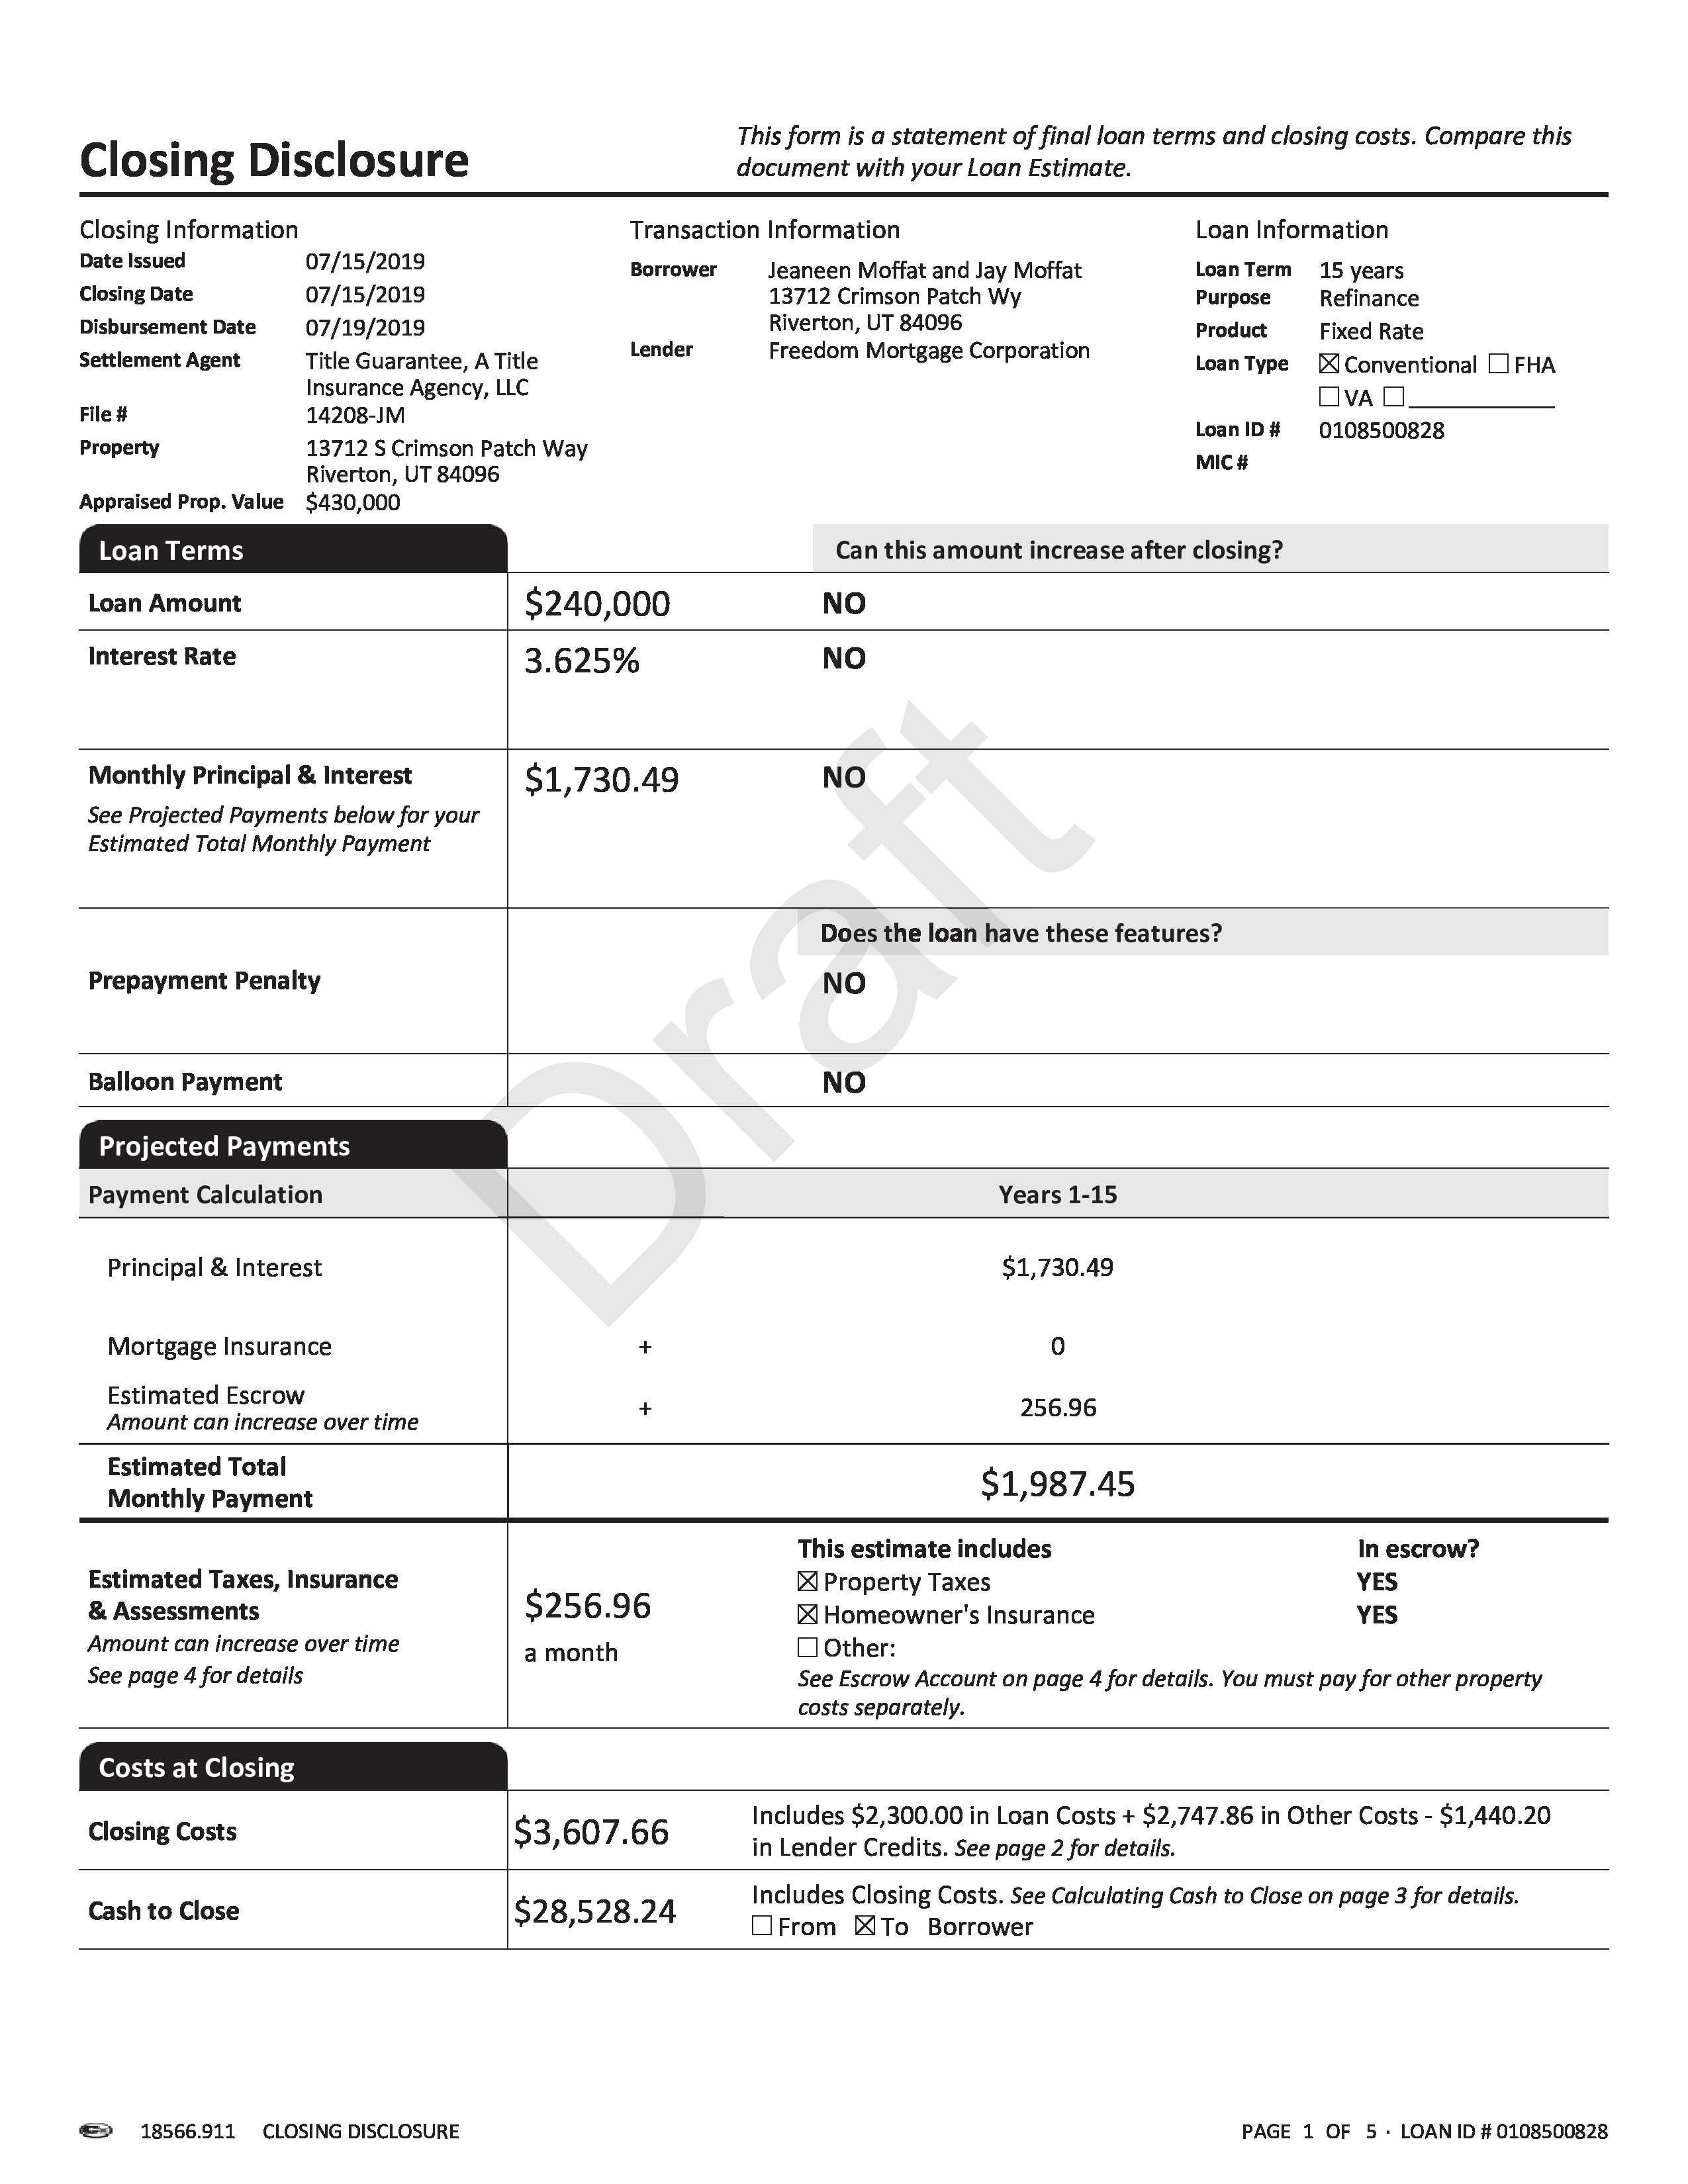 Closing Disclosure
This form is a statement of final loan terms and closing costs. Compare this
document with your Loan Estimate.
Closing Information
Date Issued 07/15/2019
Closing Date 07/15/2019
Disbursement Date 07/19/2019
Settlement Agent Title Guarantee, A Title
Insurance Agency, LLC
File # 14208-JM
Property 13712 S Crimson Patch Way
Riverton, UT 84096
Appraised Prop. Value $430,000
Transaction Information
Borrower Jeaneen Moffat and Jay Moffat
13712 Crimson Patch Wy
Riverton, UT 84096
Lender Freedom Mortgage Corporation
Loan Information
Loan Term 15 years
Purpose Refinance
Product Fixed Rate
Loan Type ☒ Conventional ☐ FHA
☐ VA ☐ ____________
Loan ID # 0108500828
MIC #
Loan Terms Can this amount increase after closing?
Loan Amount $240,000 NO
Interest Rate 3.625% NO
Monthly Principal & Interest $1,730.49 NO
See Projected Payments below for your
Estimated Total Monthly Payment
Does the loan have these features?
Prepayment Penalty NO
Balloon Payment NO
Draft
Projected Payments
Payment Calculation Years 1-15
Principal & Interest $1,730.49
Mortgage Insurance + 0
Estimated Escrow + 256.96
Amount can increase over time
Estimated Total
Monthly Payment $1,987.45
Estimated Taxes, Insurance
& Assessments
Amount can increase over time
See page 4 for details
$256.96
a month
This estimate includes In escrow?
☒ Property Taxes YES
☒ Homeowner's Insurance YES
☐ Other:
See Escrow Account on page 4 for details. You must pay for other property
costs separately.
Costs at Closing
Closing Costs $3,607.66 Includes $2,300.00 in Loan Costs + $2,747.86 in Other Costs - $1,440.20
in Lender Credits. See page 2 for details.
Cash to Close $28,528.24 Includes Closing Costs. See Calculating Cash to Close on page 3 for details.
☐ From ☒ To Borrower
18566.911 CLOSING DISCLOSURE PAGE 1 OF 5 · LOAN ID # 0108500828